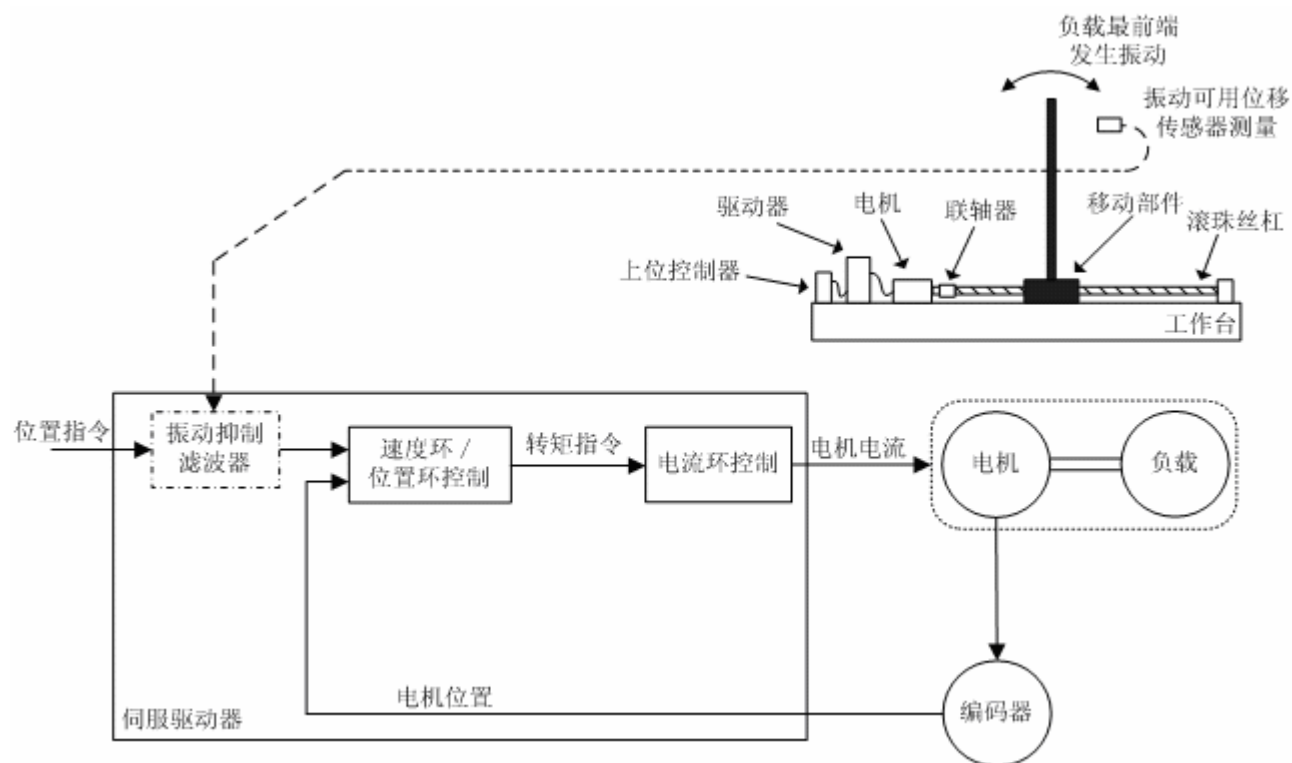 负载最前端
发生振动
振动可用位移
传感器测量
驱动器
电机
联轴器
移动部件
滚珠丝杠
上位控制器
工作台
位置指令
振动抑制
滤波器
速度环 /
位置环控制
转矩指令
电流环控制
电机电流
电机
负载
电机位置
编码器
伺服驱动器